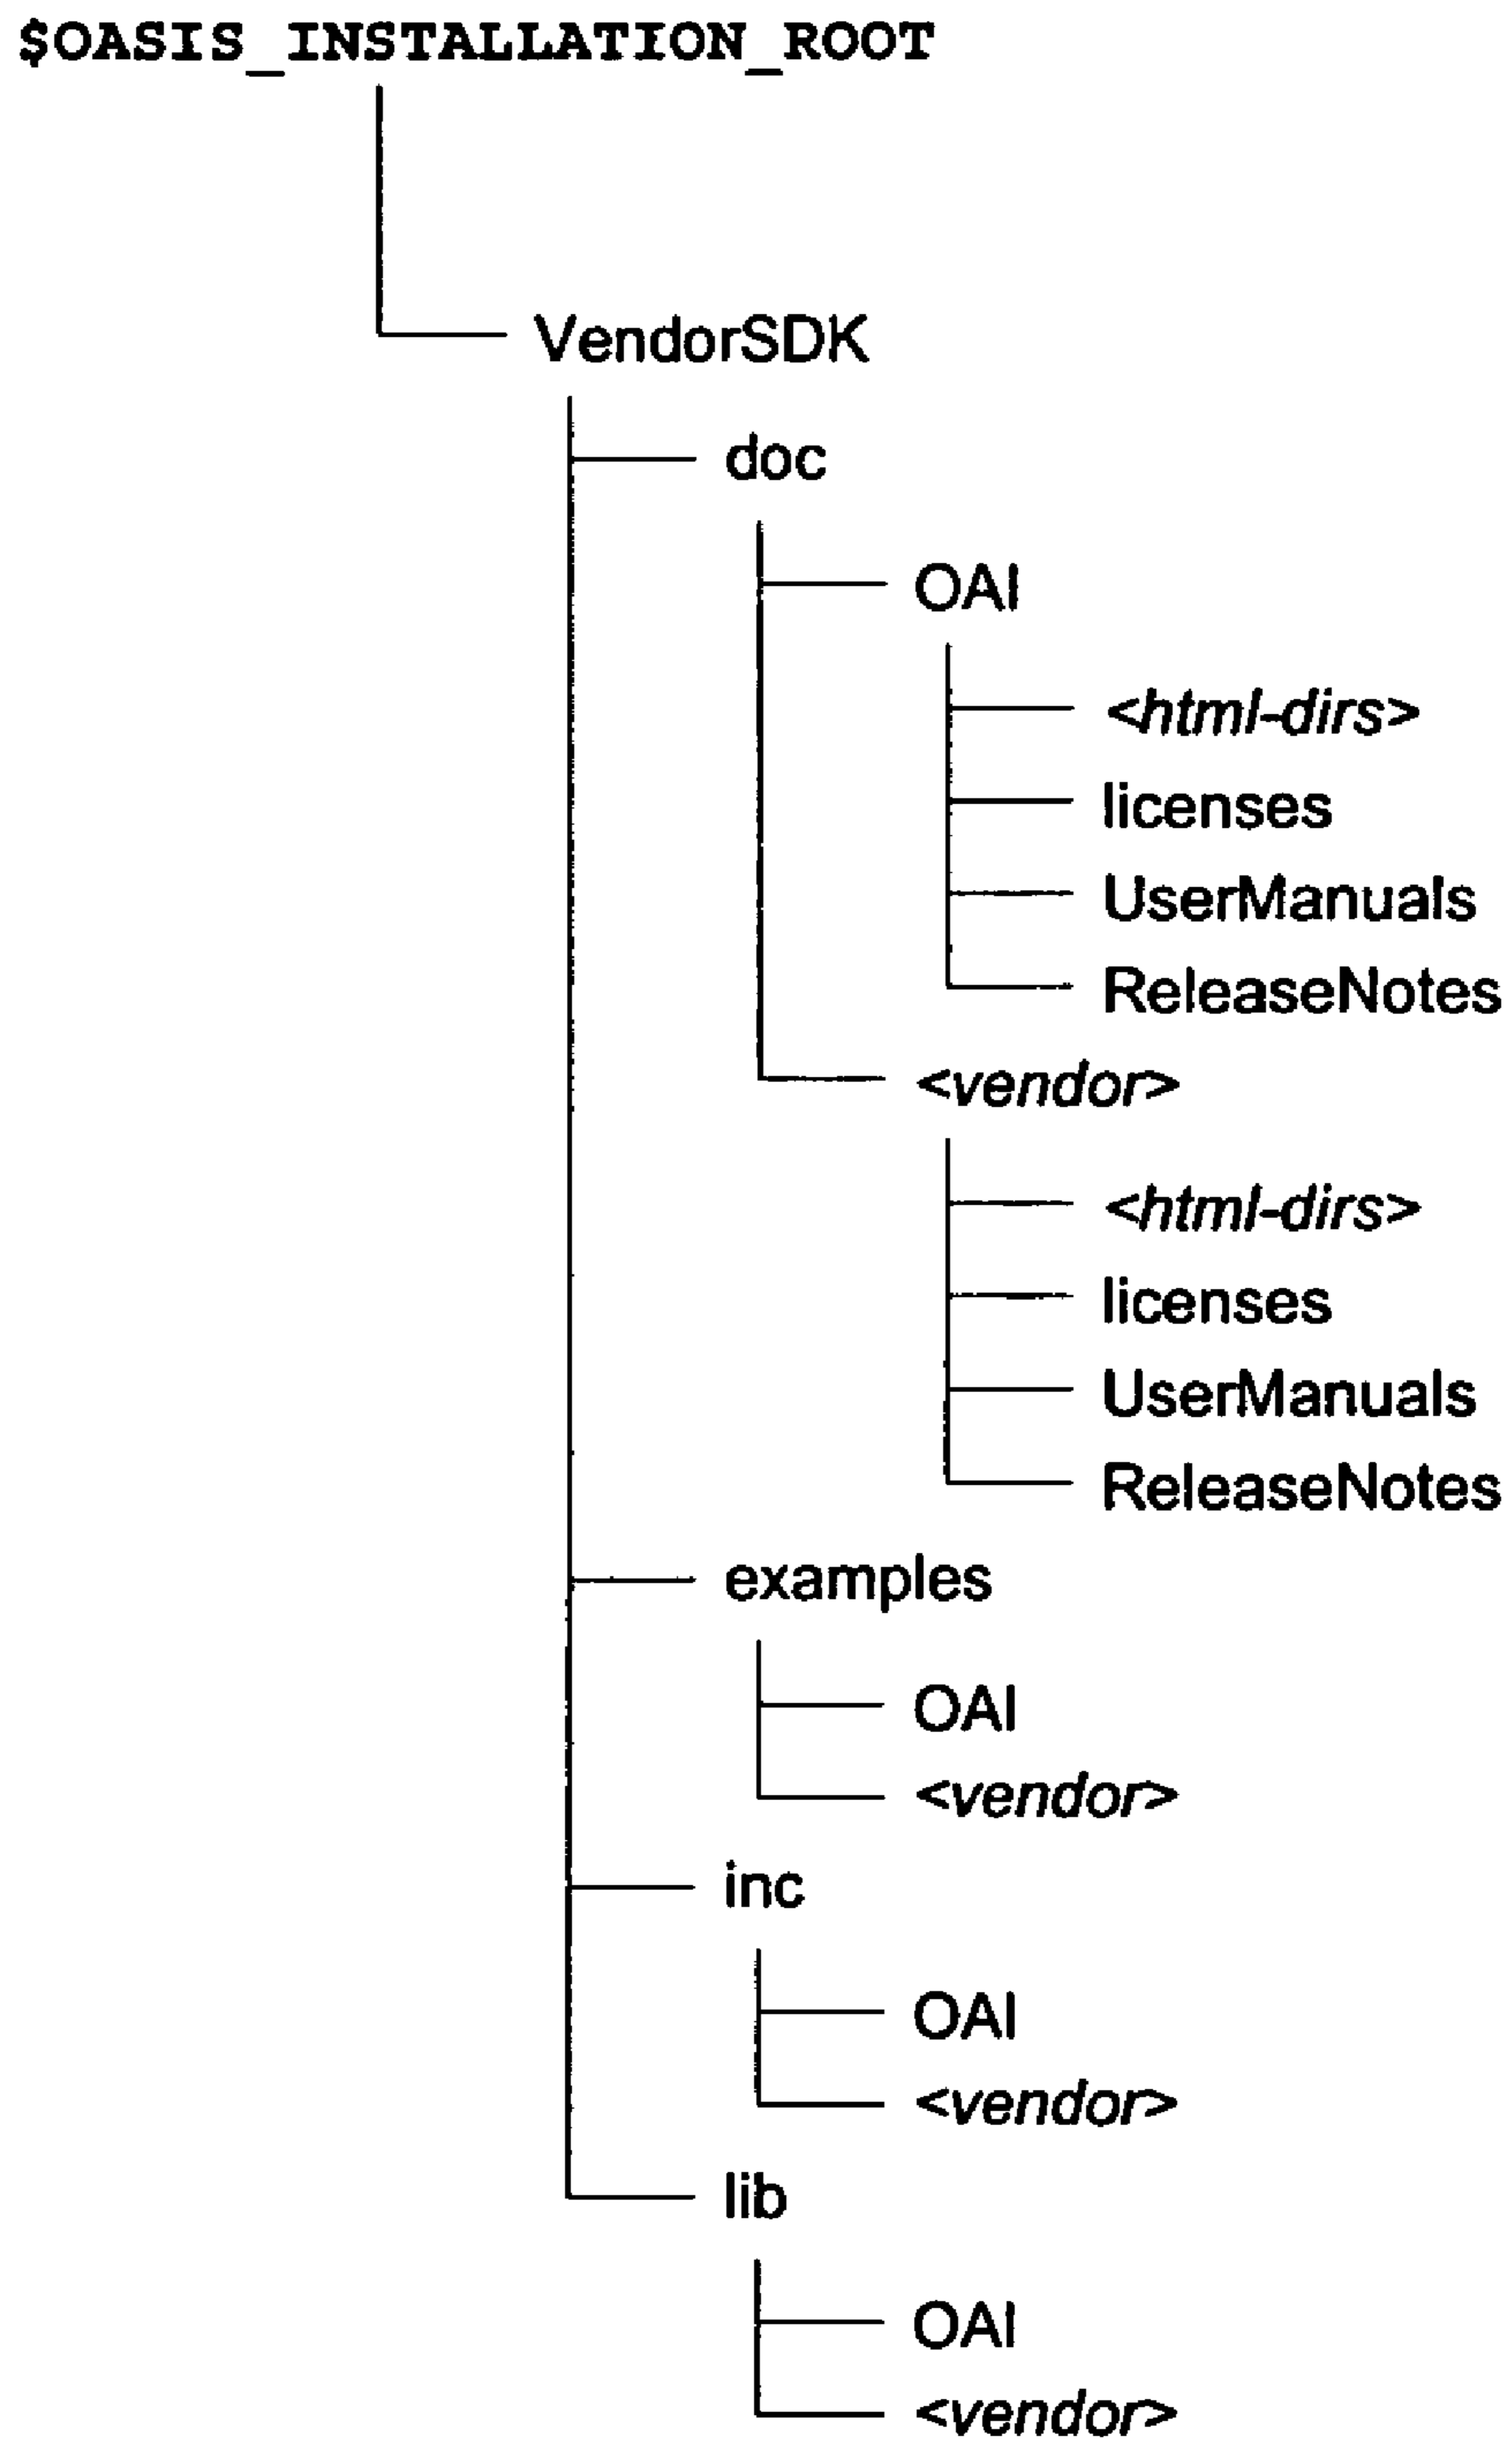 $OASIS_INSTALLATION_ROOT
VendorSDK
doc
OAI
<html-dirs>
licenses
UserManuals
ReleaseNotes
<vendor>
<html-dirs>
licenses
UserManuals
ReleaseNotes
examples
OAI
<vendor>
inc
OAI
<vendor>
lib
OAI
<vendor>